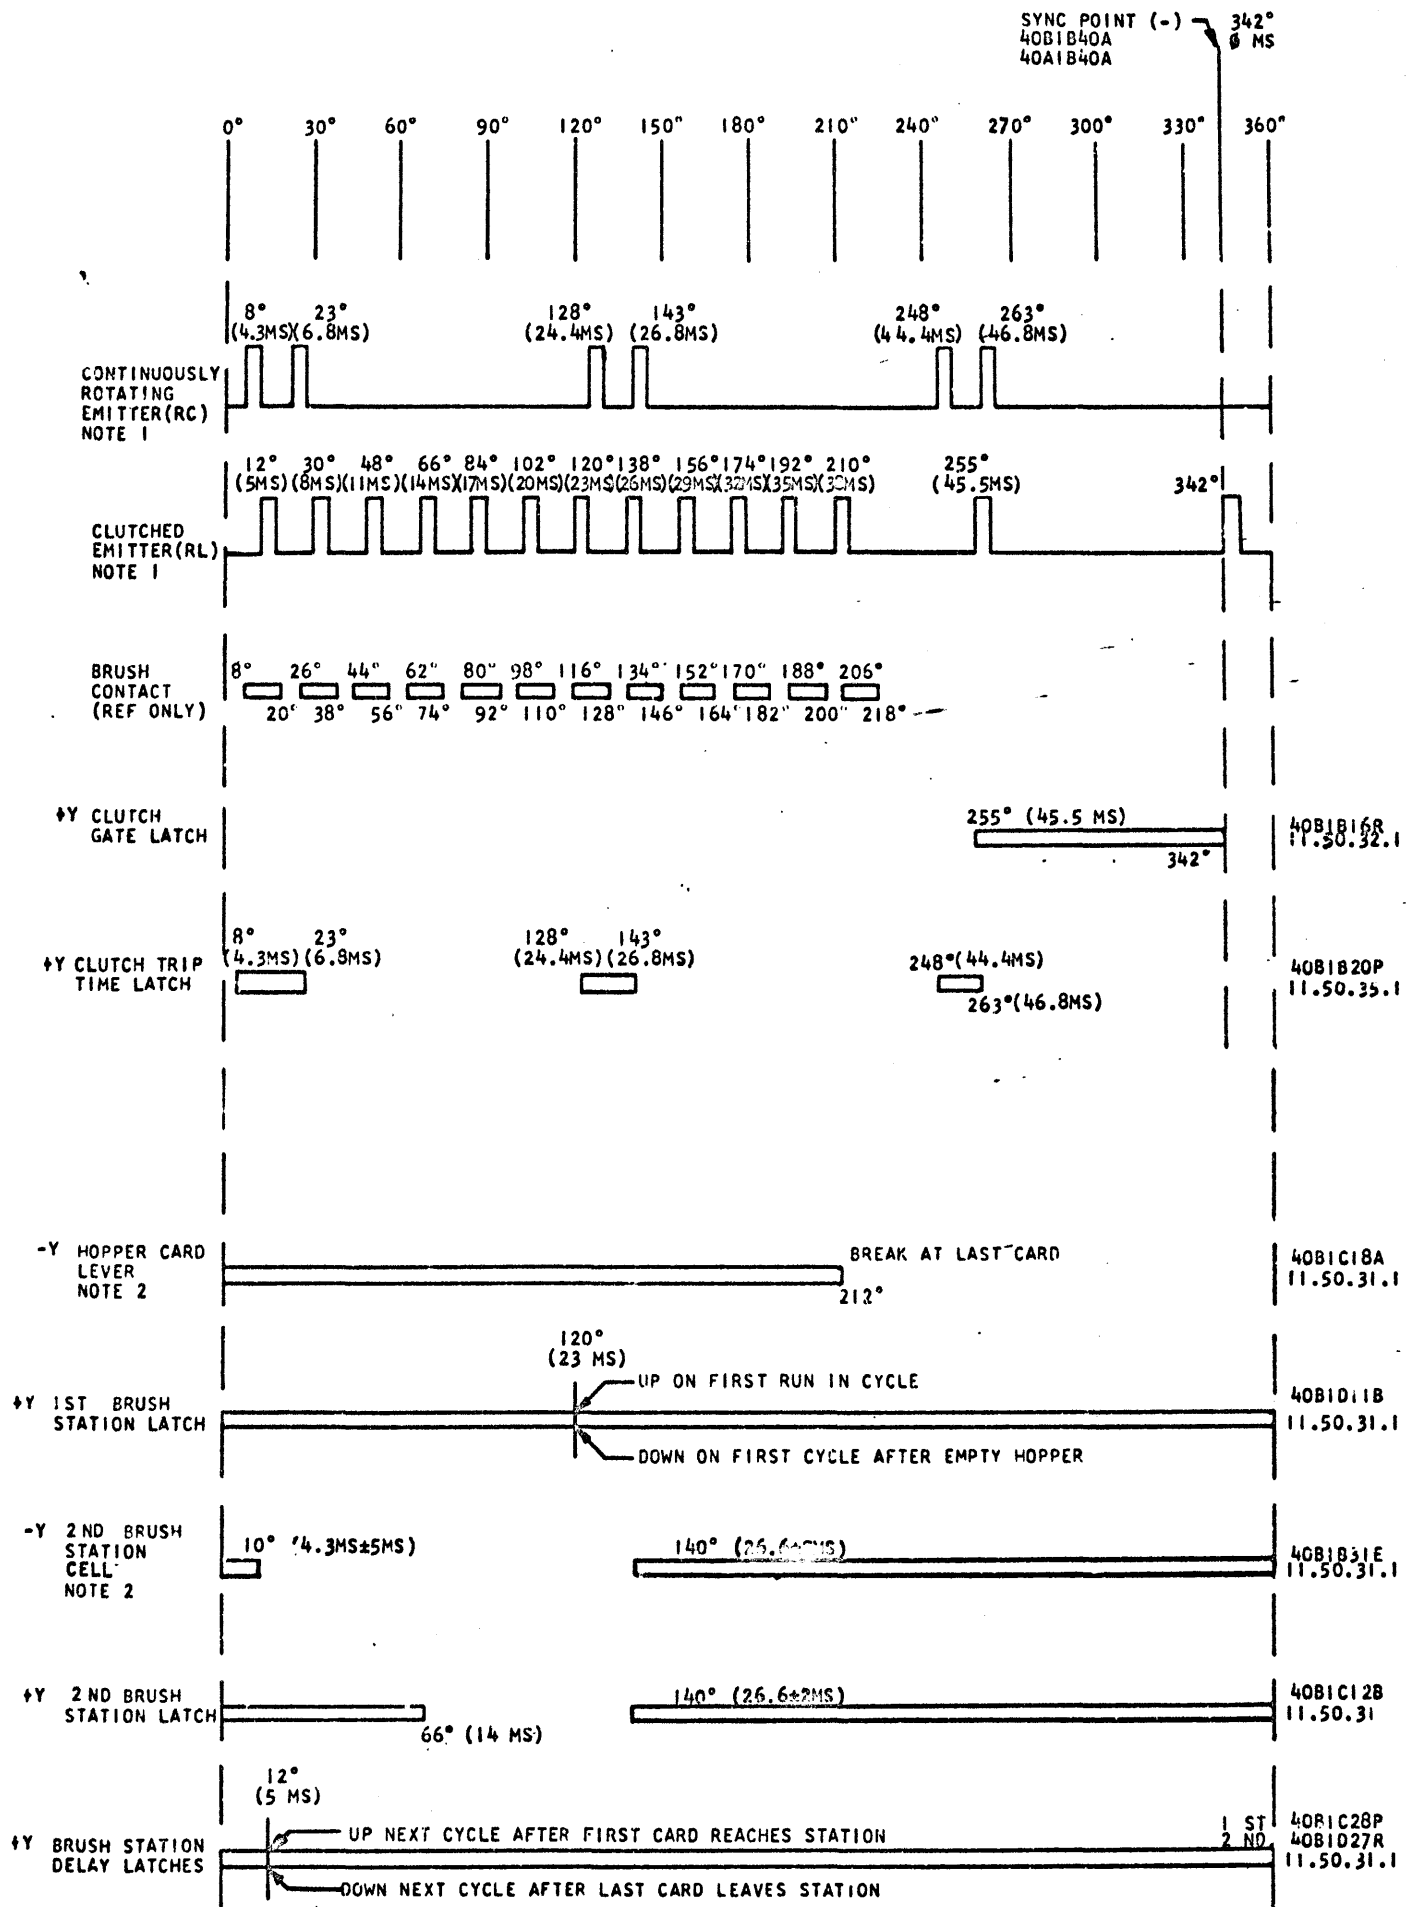 SYNC POINT (-) 342°
40B1B40A 0 MS
40A1B40A
0° 30° 60° 90° 120° 150° 180° 210° 240° 270° 300° 330° 360°
8° 23° 128° 143° 248° 263°
(4.3MS)(6.8MS) (24.4MS) (26.8MS) (44.4MS) (46.8MS)
CONTINUOUSLY
ROTATING
EMITTER(RC)
NOTE 1
12° 30° 48° 66° 84° 102° 120° 138° 156° 174° 192° 210° 255°
(5MS)(8MS)(11MS)(14MS)(17MS)(20MS)(23MS)(26MS)(29MS)(32MS)(35MS) (45.5MS) 342°
CLUTCHED
EMITTER(RL)
NOTE 1
BRUSH 8° 26° 44° 62° 80° 98° 116° 134° 152° 170° 188° 206°
CONTACT
(REF ONLY) 20° 38° 56° 74° 92° 110° 128° 146° 164° 182° 200° 218°
+Y CLUTCH 255° (45.5 MS) 40B1B16R
GATE LATCH 11.50.32.1
342°
8° 23° 128° 143°
(4.3MS)(6.8MS) (24.4MS)(26.8MS)
+Y CLUTCH TRIP 248°(44.4MS) 40B1B20P
TIME LATCH 11.50.35.1
263°(46.8MS)
-Y HOPPER CARD BREAK AT LAST CARD 40B1C18A
LEVER 11.50.31.1
NOTE 2 212°
120°
(23 MS)
UP ON FIRST RUN IN CYCLE
+Y 1ST BRUSH 40B1D11B
STATION LATCH 11.50.31.1
DOWN ON FIRST CYCLE AFTER EMPTY HOPPER
-Y 2ND BRUSH
STATION 10° (4.3MS±5MS) 140° 40B1B31E
CELL 11.50.31.1
NOTE 2
+Y 2ND BRUSH 140° (26.6±2MS) 40B1C12B
STATION LATCH 11.50.31
66° (14 MS)
12°
(5 MS)
1 ST 40B1C28P
+Y BRUSH STATION UP NEXT CYCLE AFTER FIRST CARD REACHES STATION 2 ND 40B1D27R
DELAY LATCHES 11.50.31.1
DOWN NEXT CYCLE AFTER LAST CARD LEAVES STATION